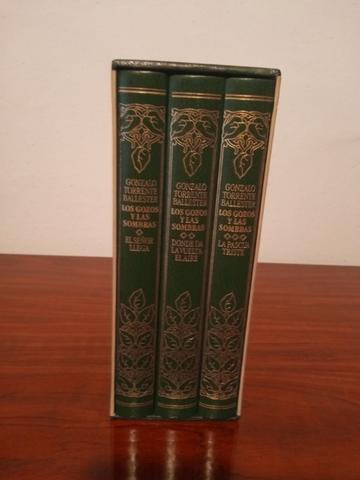 GONZALO
TORRENTE
BALLESTER
LOS GOZOS
Y LAS
SOMBRAS
EL SEÑOR
LLEGA
GONZALO
TORRENTE
BALLESTER
LOS GOZOS
Y LAS
SOMBRAS
DONDE DA
LA VUELTA
EL AIRE
GONZALO
TORRENTE
BALLESTER
LOS GOZOS
Y LAS
SOMBRAS
LA PASCUA
TRISTE